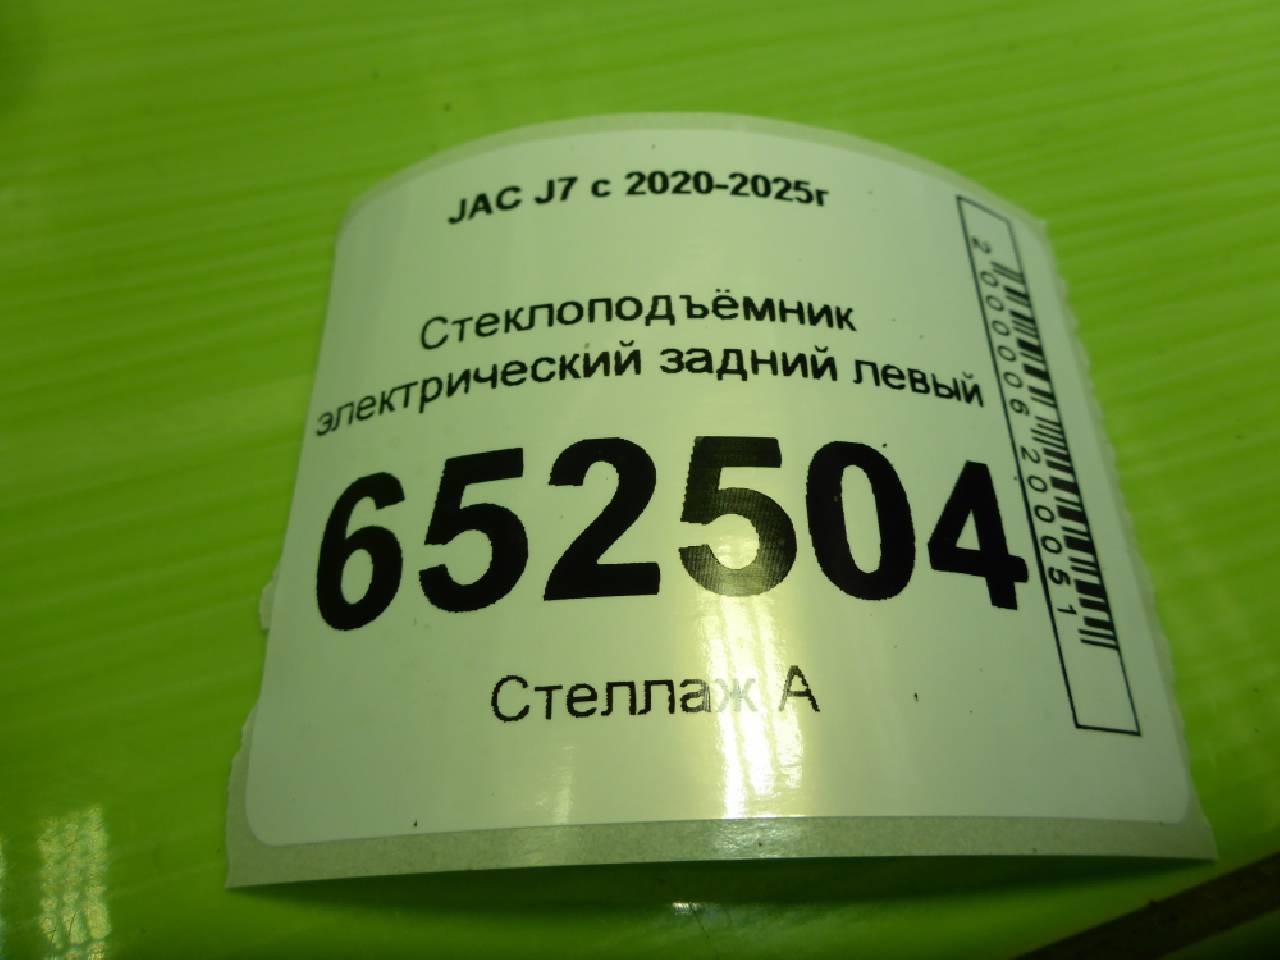 JAC J7 с 2020-2025г
Стеклоподъёмник
электрический задний левый
652504
Стеллаж А
2000006200051